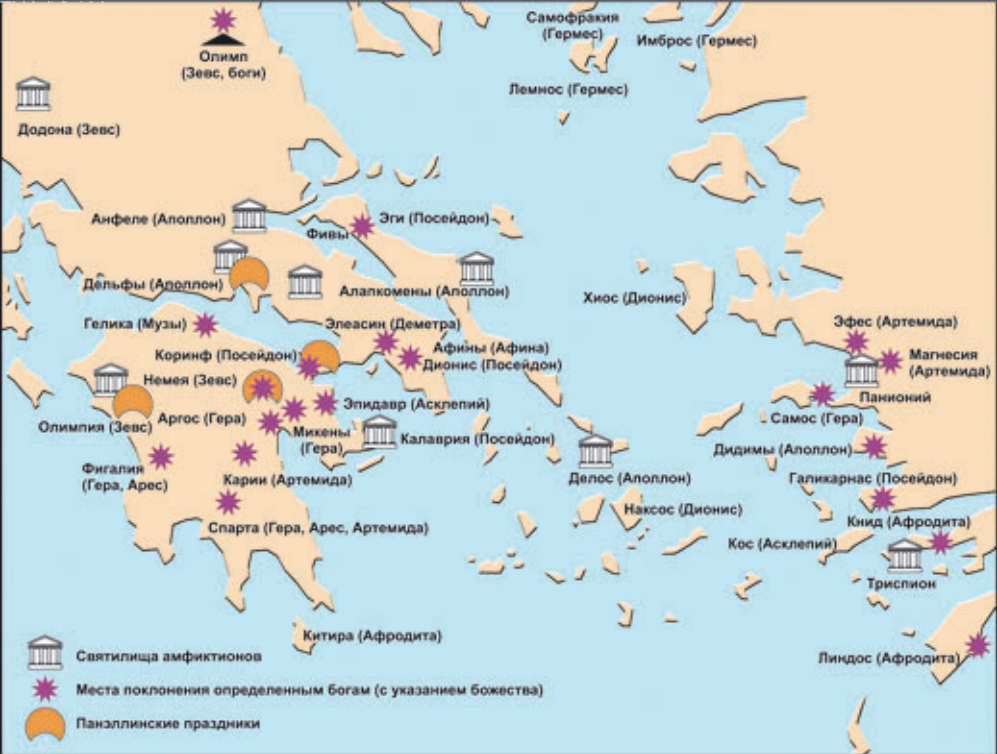 Самофракия
(Гермес)
Имброс (Гермес)
Олимп
(Зевс, боги)
Лемнос (Гермес)
Додона (Зевс)
Анфеле (Аполлон)
Эги (Посейдон)
Фивы
Дельфы (Аполлон)
Алапкомены (Аполлон)
Хиос (Дионис)
Гелика (Музы)
Элеасин (Деметра)
Эфес (Артемида)
Коринф (Посейдон)
Афины (Афина)
Дионис (Посейдон)
Магнесия
(Артемида)
Немея (Зевс)
Панионий
Эпидавр (Асклепий)
Аргос (Гера)
Самос (Гера)
Олимпия (Зевс)
Микены
(Гера)
Калаврия (Посейдон)
Дидимы (Аполлон)
Фигалия
(Гера, Арес)
Карии (Артемида)
Делос (Аполлон)
Галикарнас (Посейдон)
Наксос (Дионис)
Спарта (Гера, Арес, Артемида)
Книд (Афродита)
Кос (Асклепий)
Триспион
Китира (Афродита)
Линдос (Афродита)
Святилища амфиктионов
Места поклонения определенным богам (с указанием божества)
Панэллинские праздники